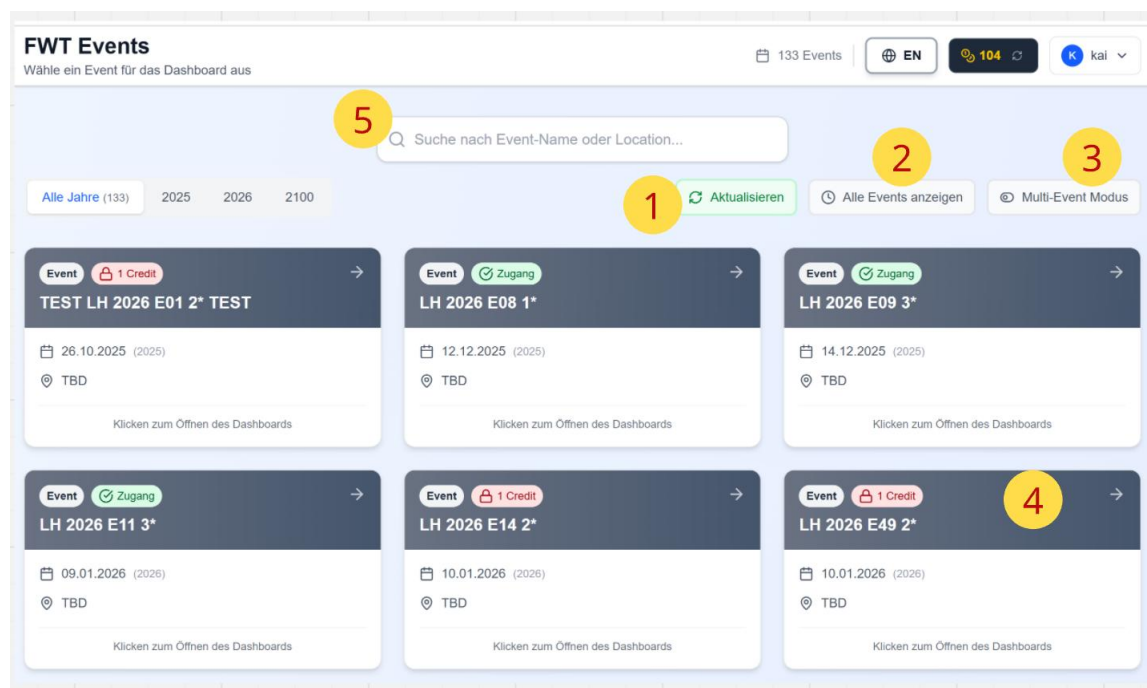 FWT Events
Wähle ein Event für das Dashboard aus
133 Events
EN
104
K kai
5
Suche nach Event-Name oder Location...
2
3
Alle Jahre (133) 2025 2026 2100
1
Aktualisieren
Alle Events anzeigen
Multi-Event Modus
Event 1 Credit
TEST LH 2026 E01 2* TEST
26.10.2025 (2025)
TBD
Klicken zum Öffnen des Dashboards
Event Zugang
LH 2026 E08 1*
12.12.2025 (2025)
TBD
Klicken zum Öffnen des Dashboards
Event Zugang
LH 2026 E09 3*
14.12.2025 (2025)
TBD
Klicken zum Öffnen des Dashboards
Event Zugang
LH 2026 E11 3*
09.01.2026 (2026)
TBD
Klicken zum Öffnen des Dashboards
Event 1 Credit
LH 2026 E14 2*
10.01.2026 (2026)
TBD
Klicken zum Öffnen des Dashboards
Event 1 Credit
4
LH 2026 E49 2*
10.01.2026 (2026)
TBD
Klicken zum Öffnen des Dashboards